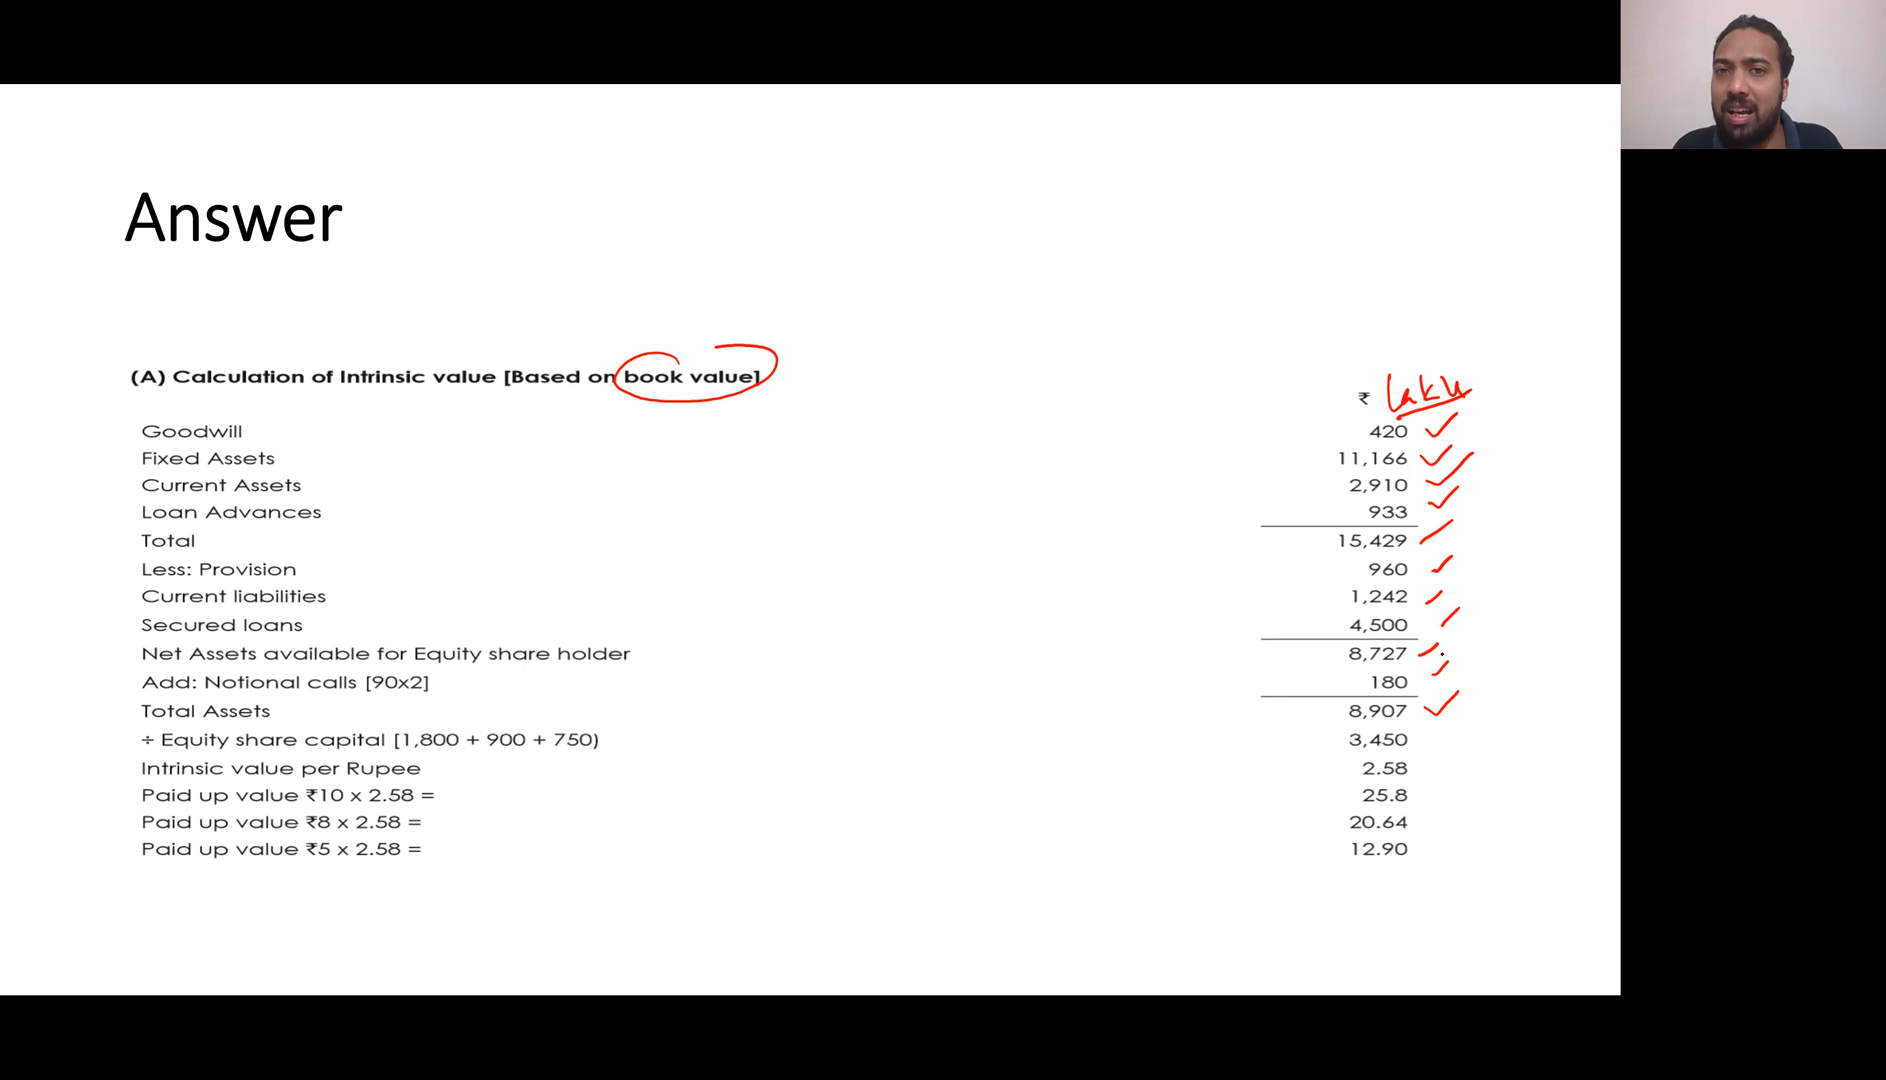 Answer
(A) Calculation of Intrinsic value [Based on book value]
₹ lakh
Goodwill 420
Fixed Assets 11,166
Current Assets 2,910
Loan Advances 933
Total 15,429
Less: Provision 960
Current liabilities 1,242
Secured loans 4,500
Net Assets available for Equity share holder 8,727
Add: Notional calls [90x2] 180
Total Assets 8,907
÷ Equity share capital [1,800 + 900 + 750) 3,450
Intrinsic value per Rupee 2.58
Paid up value ₹10 x 2.58 = 25.8
Paid up value ₹8 x 2.58 = 20.64
Paid up value ₹5 x 2.58 = 12.90